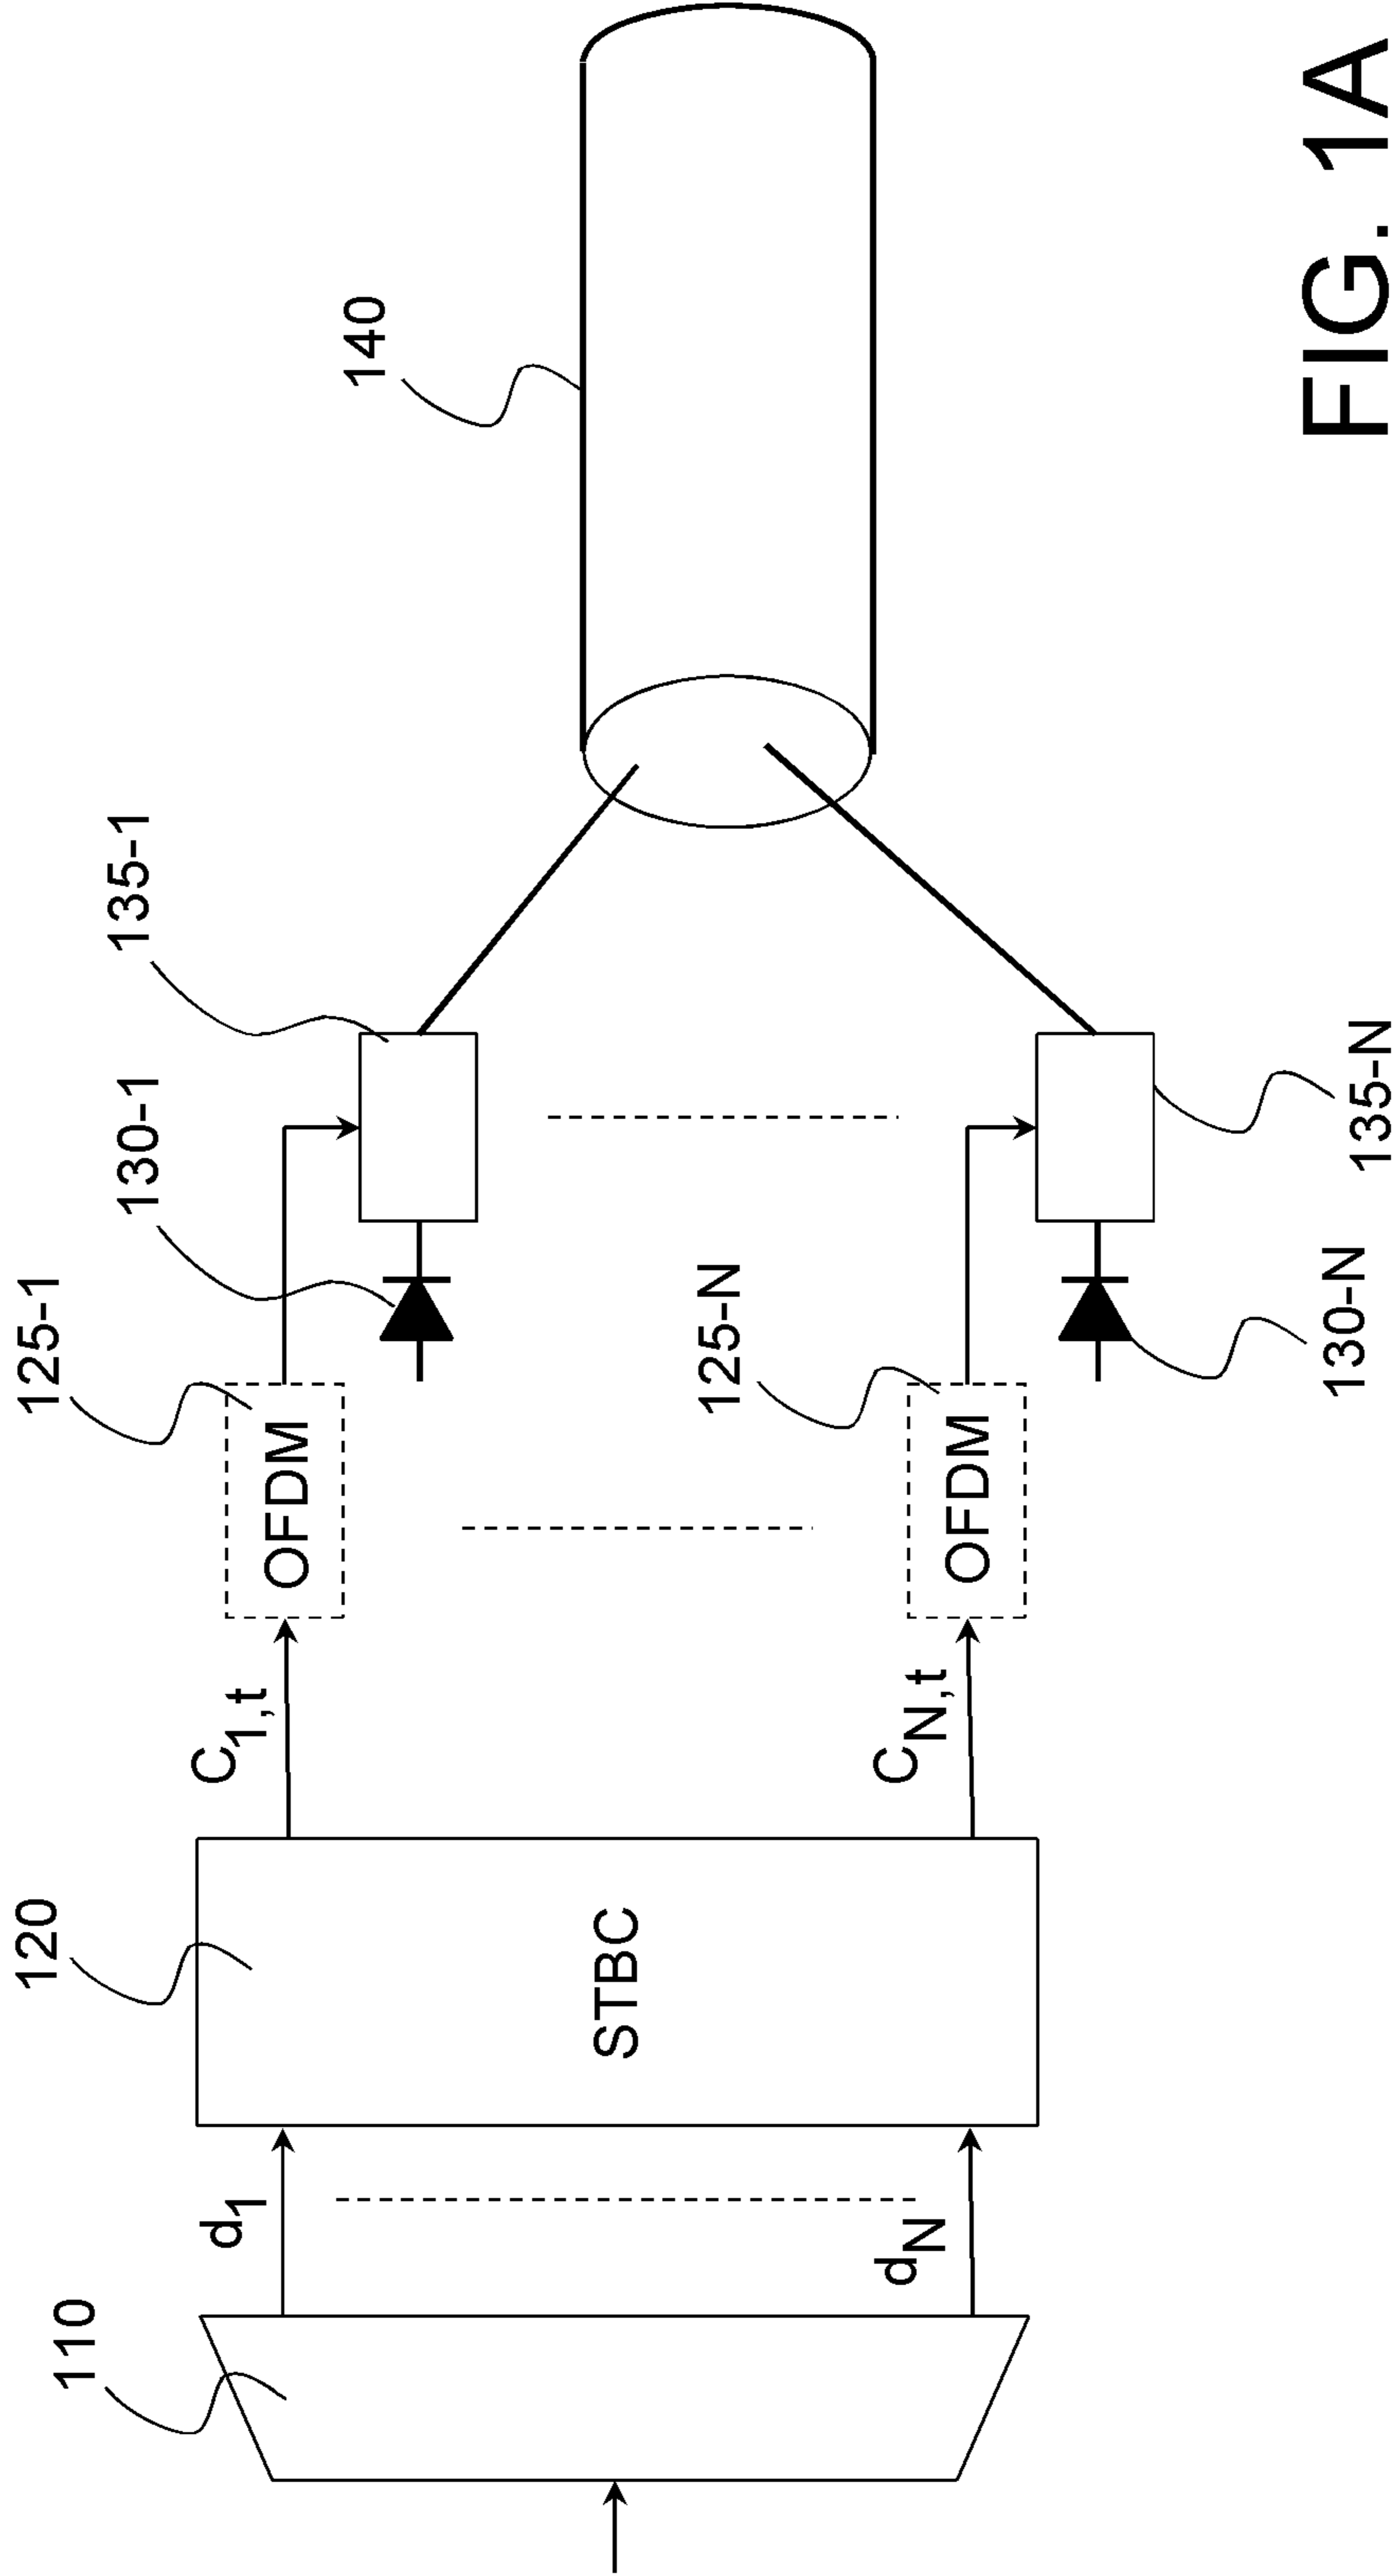 110
d1
dN
120
STBC
C1,t
CN,t
125-1
OFDM
125-N
OFDM
130-1
135-1
130-N
135-N
140
FIG. 1A